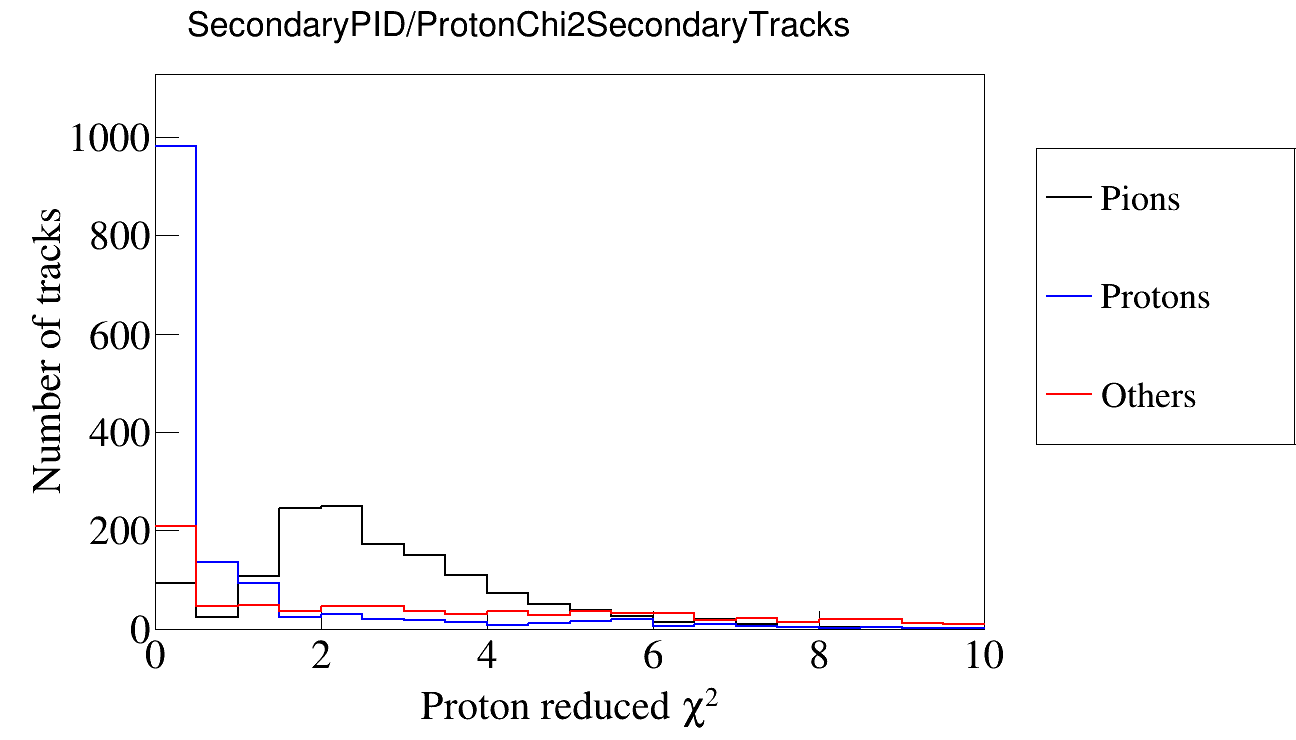 SecondaryPID/ProtonChi2SecondaryTracks
1000
800
600
400
200
0
Number of tracks
0 2 4 6 8 10
Proton reduced χ²
Pions
Protons
Others